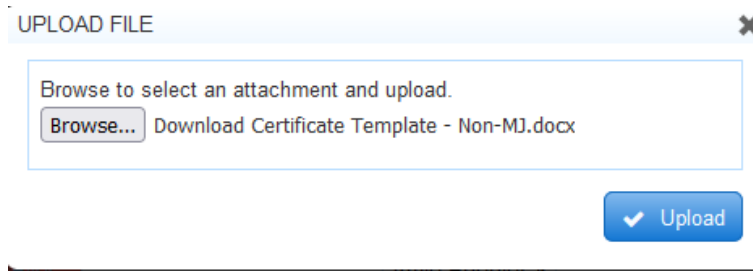 UPLOAD FILE
Browse to select an attachment and upload.
Browse... Download Certificate Template - Non-MJ.docx
Upload